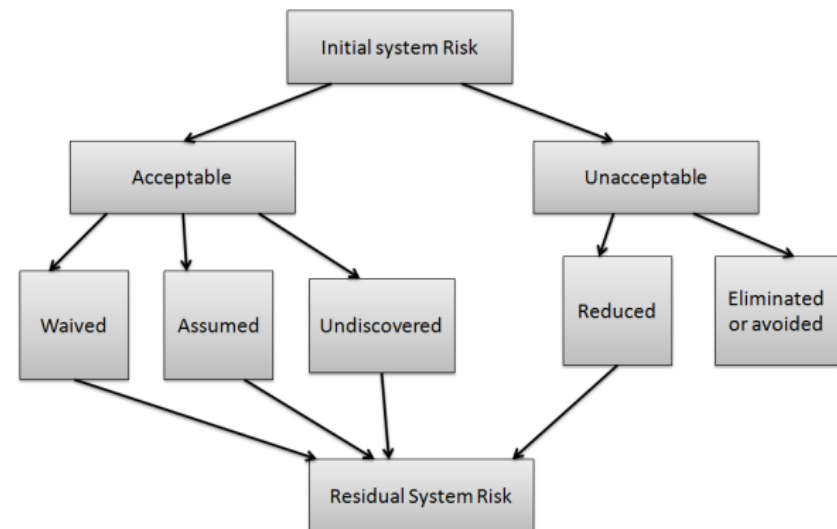 Initial system Risk
Acceptable
Unacceptable
Waived
Assumed
Undiscovered
Reduced
Eliminated
or avoided
Residual System Risk